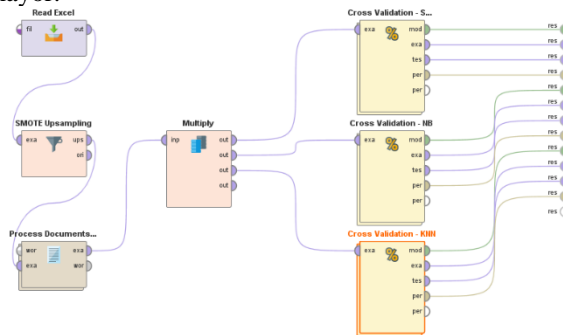 layor.
Read Excel
fil out
SMOTE Upsampling
exa ups
ori
Process Documents...
wor exa
exa wor
Multiply
inp out
out
out
out
Cross Validation - S...
exa mod
exa
tes
per
per
Cross Validation - NB
exa mod
exa
tes
per
per
Cross Validation - KNN
exa mod
exa
tes
per
per
res
res
res
res
res
res
res
res
res
res
res
res
res